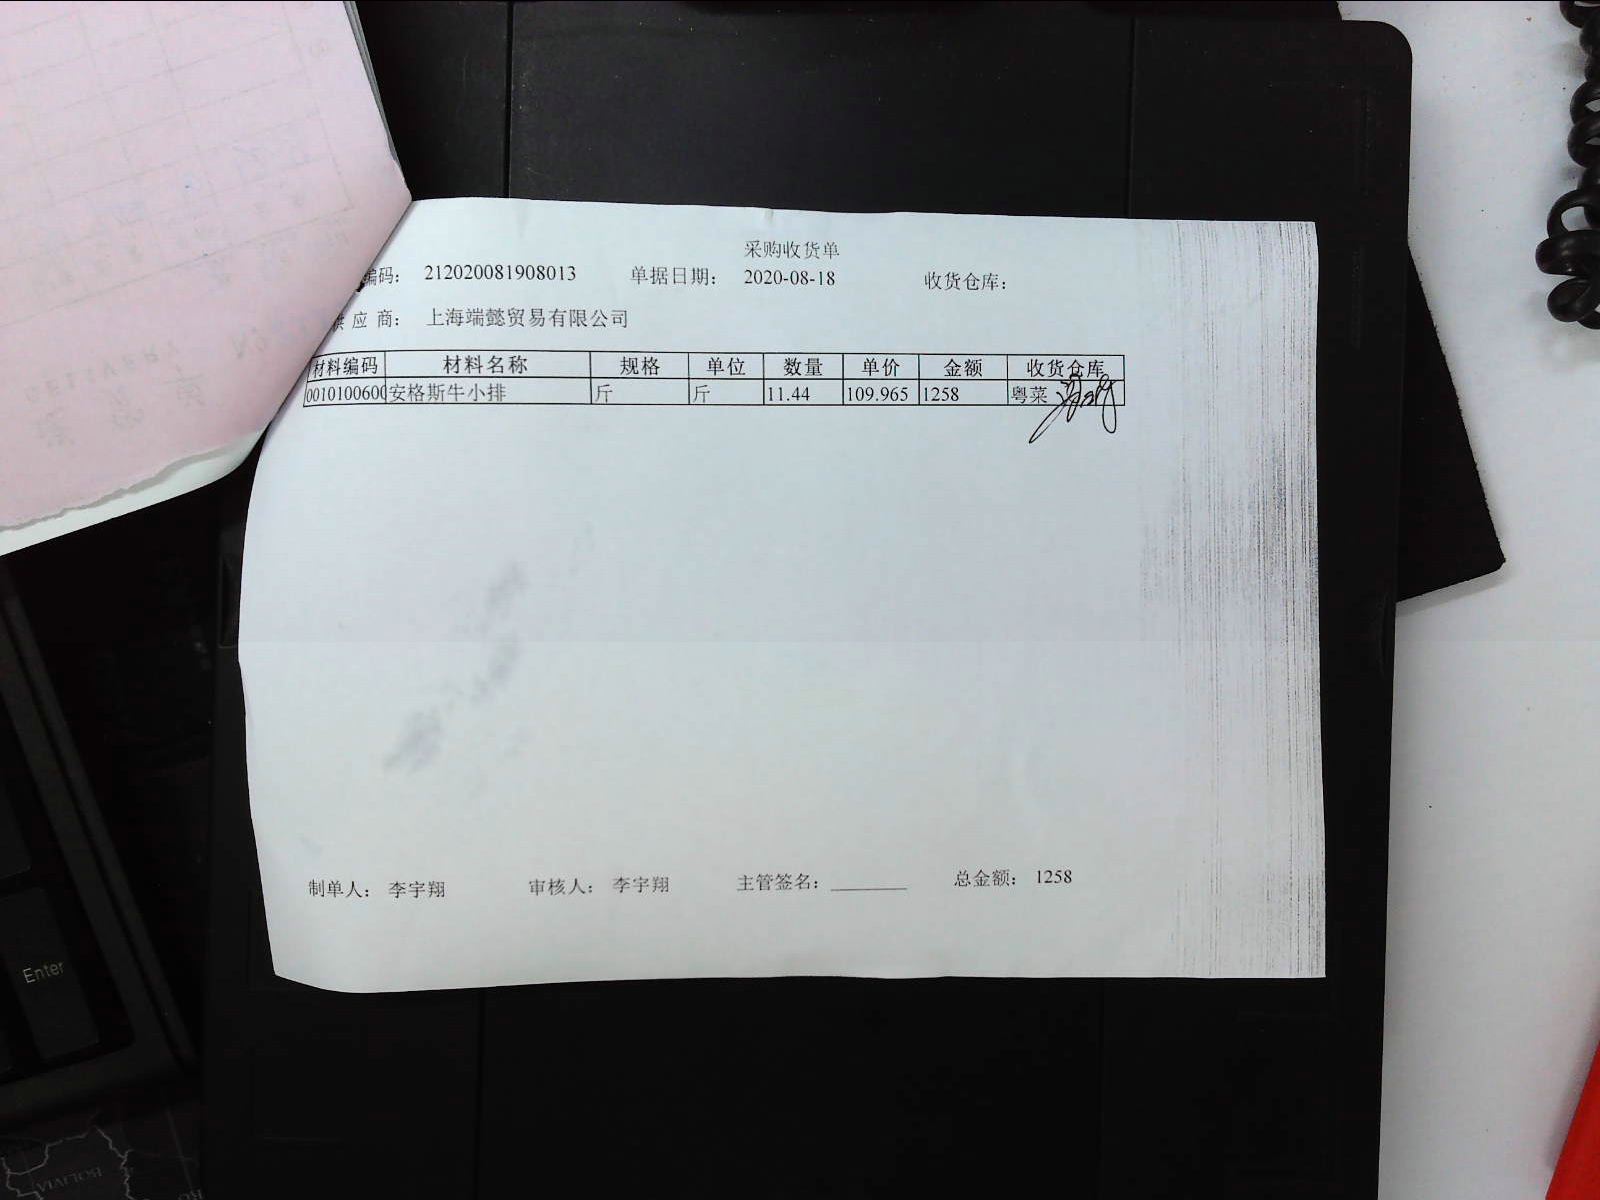 采购收货单
编码： 212020081908013 单据日期： 2020-08-18 收货仓库：
供 应 商： 上海端懿贸易有限公司
材料编码 材料名称 规格 单位 数量 单价 金额 收货仓库
0010100600 安格斯牛小排 斤 斤 11.44 109.965 1258 粤菜
制单人： 李宇翔 审核人： 李宇翔 主管签名：________ 总金额： 1258
Enter
BOLIVIA